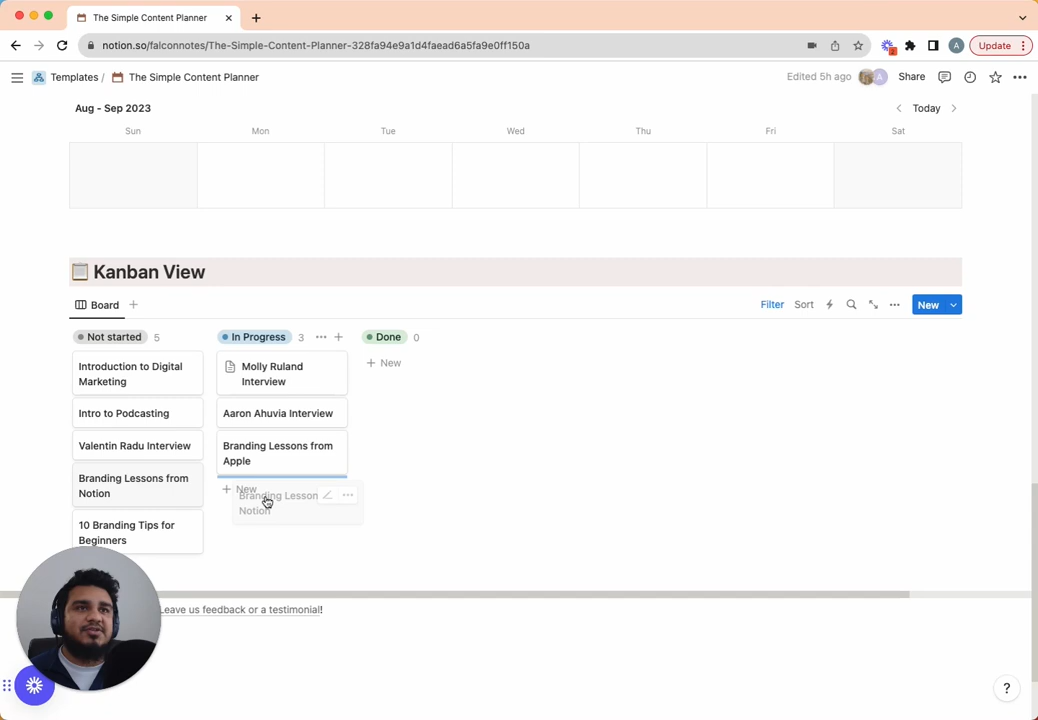 The Simple Content Planner
notion.so/falconnotes/The-Simple-Content-Planner-328fa94e9a1d4faead6a5fa9e0ff150a
A
Update
Templates / The Simple Content Planner
Edited 5h ago
A
Share
Aug - Sep 2023
Today
Sun Mon Tue Wed Thu Fri Sat
Kanban View
Board
Filter Sort
New
Not started 5
In Progress 3
Done 0
Introduction to Digital
Marketing
Intro to Podcasting
Valentin Radu Interview
Branding Lessons from
Notion
10 Branding Tips for
Beginners
Molly Ruland
Interview
Aaron Ahuvia Interview
Branding Lessons from
Apple
+ New
Branding Lesson
Notion
+ New
Leave us feedback or a testimonial!
?